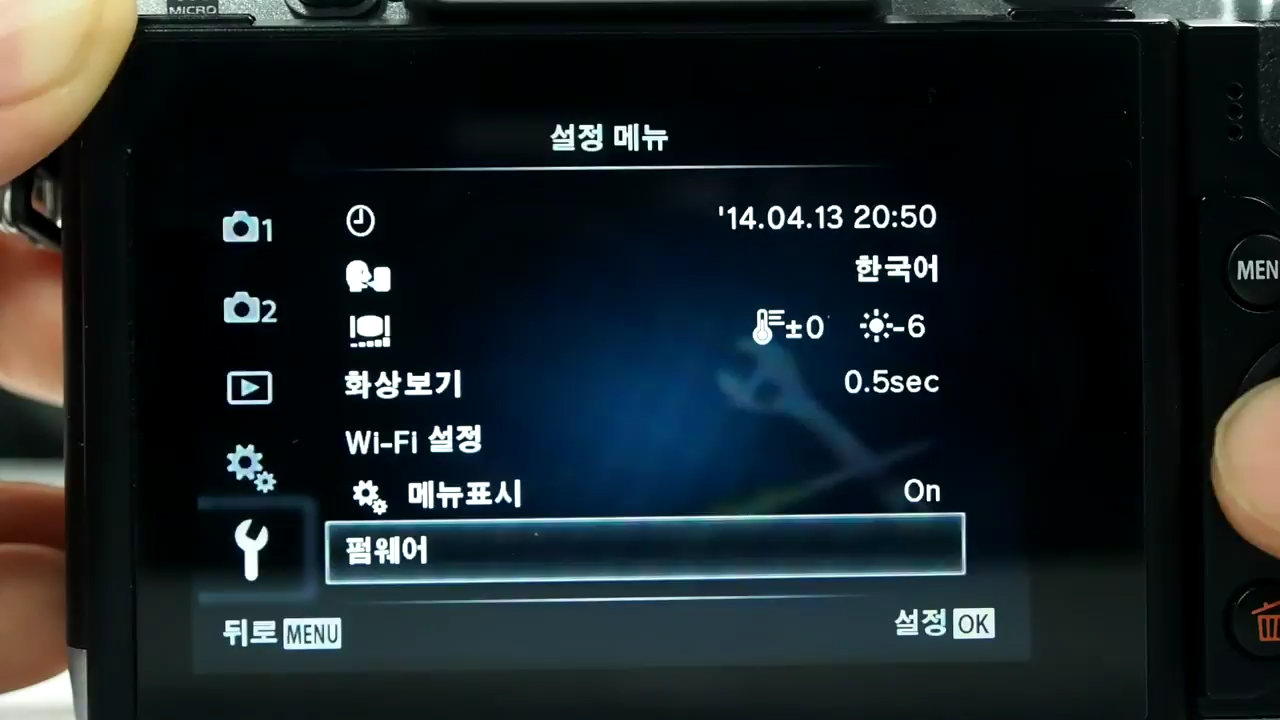 MICRO
설정 메뉴
1 '14.04.13 20:50
한국어
2 ±0 -6
화상보기 0.5sec
Wi-Fi 설정
메뉴표시 On
펌웨어
뒤로 MENU 설정 OK
MEN